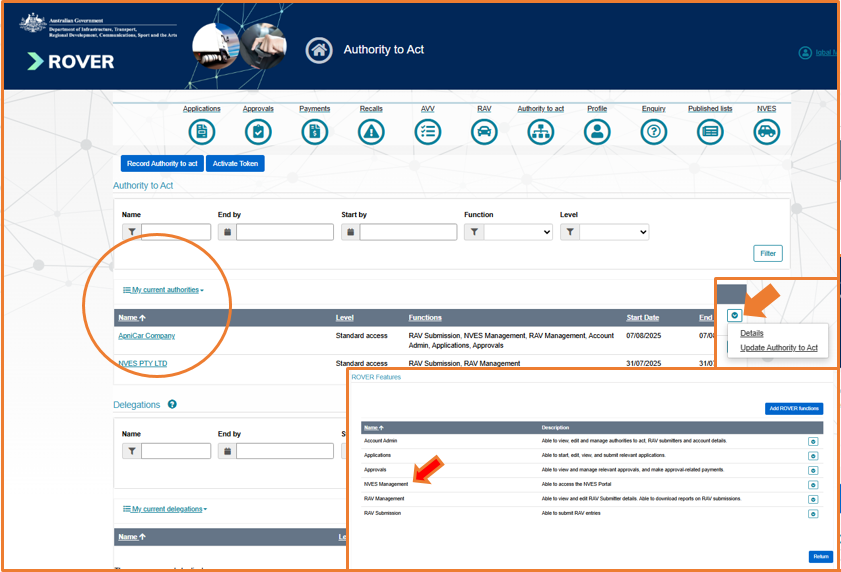 Australian Government
Department of Infrastructure, Transport,
Regional Development, Communications, Sport and the Arts
ROVER
Authority to Act
Iqbal
Applications Approvals Payments Recalls AVV RAV Authority to act Profile Enquiry Published lists NVES
Record Authority to act Activate Token
Authority to Act
Name End by Start by Function Level
Filter
My current authorities
Name Level Functions Start Date End
ApniCar Company Standard access RAV Submission, NVES Management, RAV Management, Account 07/08/2025 07/0
Admin, Applications, Approvals
NVES PTY LTD Standard access RAV Submission, RAV Management 31/07/2025 31/0
Details
Update Authority to Act
ROVER Features
Add ROVER functions
Name Description
Account Admin Able to view, edit and manage authorities to act, RAV submitters and account details.
Applications Able to start, edit, view, and submit relevant applications.
Approvals Able to view and manage relevant approvals, and make approval-related payments
NVES Management Able to access the NVES Portal
RAV Management Able to view and edit RAV Submitter details. Able to download reports on RAV submissions.
RAV Submission Able to submit RAV entries
Return
Delegations ?
Name End by S
My current delegations
Name Le